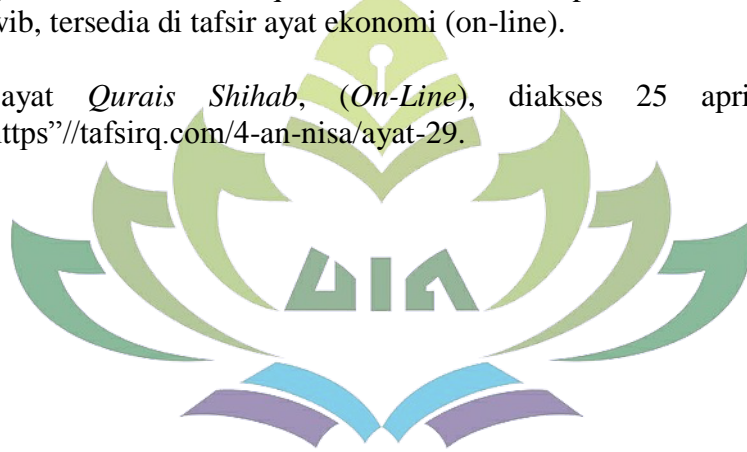 wib, tersedia di tafsir ayat ekonomi (on-line).
ayat Qurais Shihab, (On-Line), diakses 25 apri
ttps”//tafsirq.com/4-an-nisa/ayat-29.
UIN